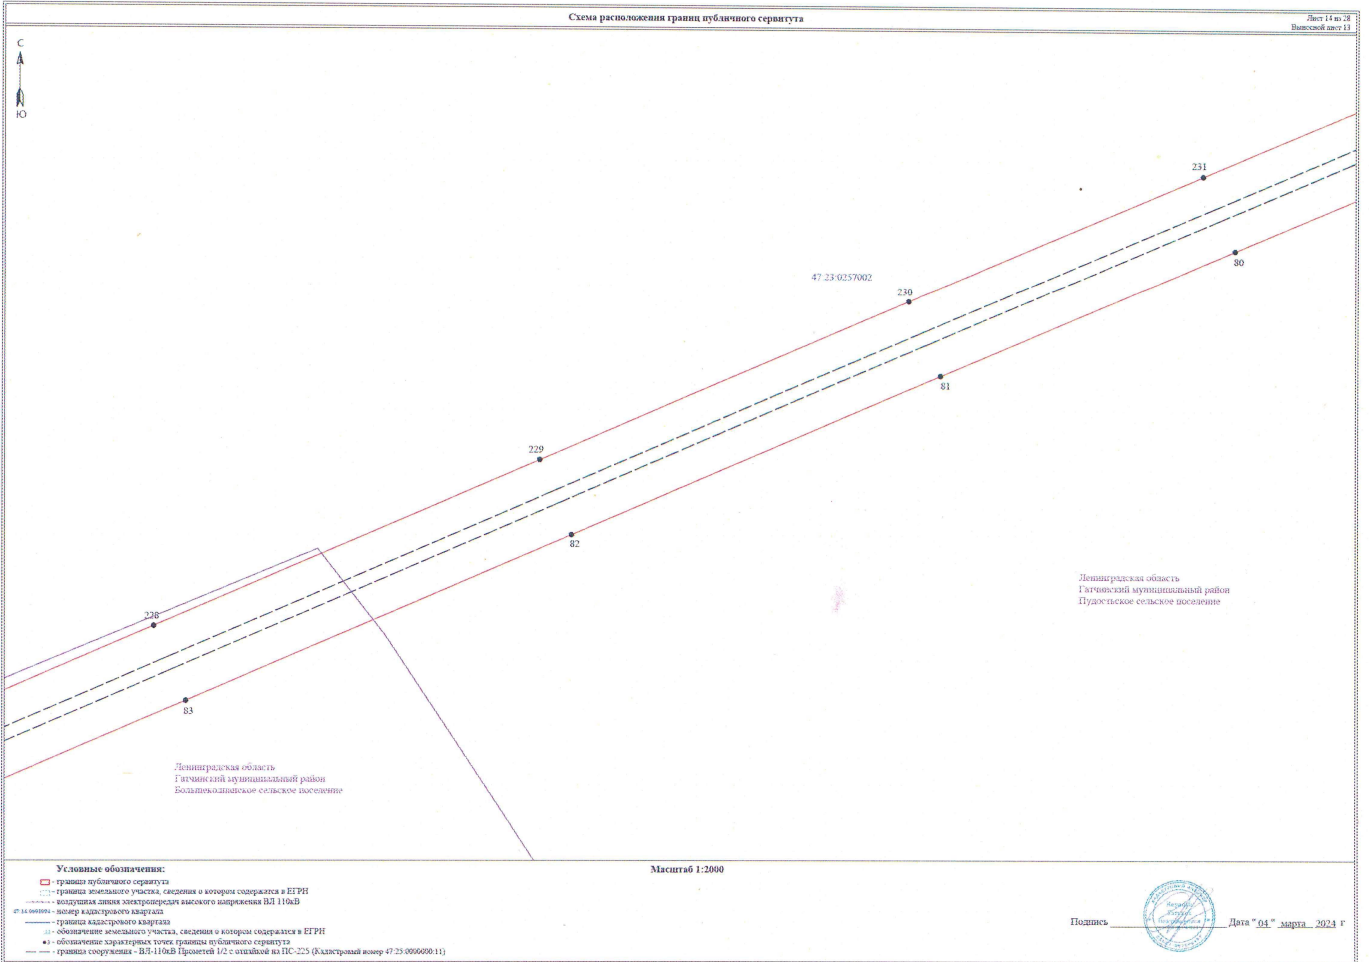 Схема расположения границ публичного сервитута
Лист 14 из 28
Выносной лист 13
С
Ю
231
80
47:23:0257002
230
81
229
82
Ленинградская область
Гатчинский муниципальный район
Пудостьское сельское поселение
228
83
Ленинградская область
Гатчинский муниципальный район
Большеколпанское сельское поселение
Условные обозначения:
Масштаб 1:2000
- граница публичного сервитута
- граница земельного участка, сведения о котором содержатся в ЕГРН
- воздушная линия электропередач высокого напряжения ВЛ 110кВ
- номер кадастрового квартала
- граница кадастрового квартала
- обозначение земельного участка, сведения о котором содержатся в ЕГРН
- обозначение характерных точек границы публичного сервитута
- граница сооружения - ВЛ-110кВ Прометей 1/2 с отпайкой на ПС-225 (Кадастровый номер 47:25:0000000:11)
Подпись
Дата " 04 " марта 2024 г